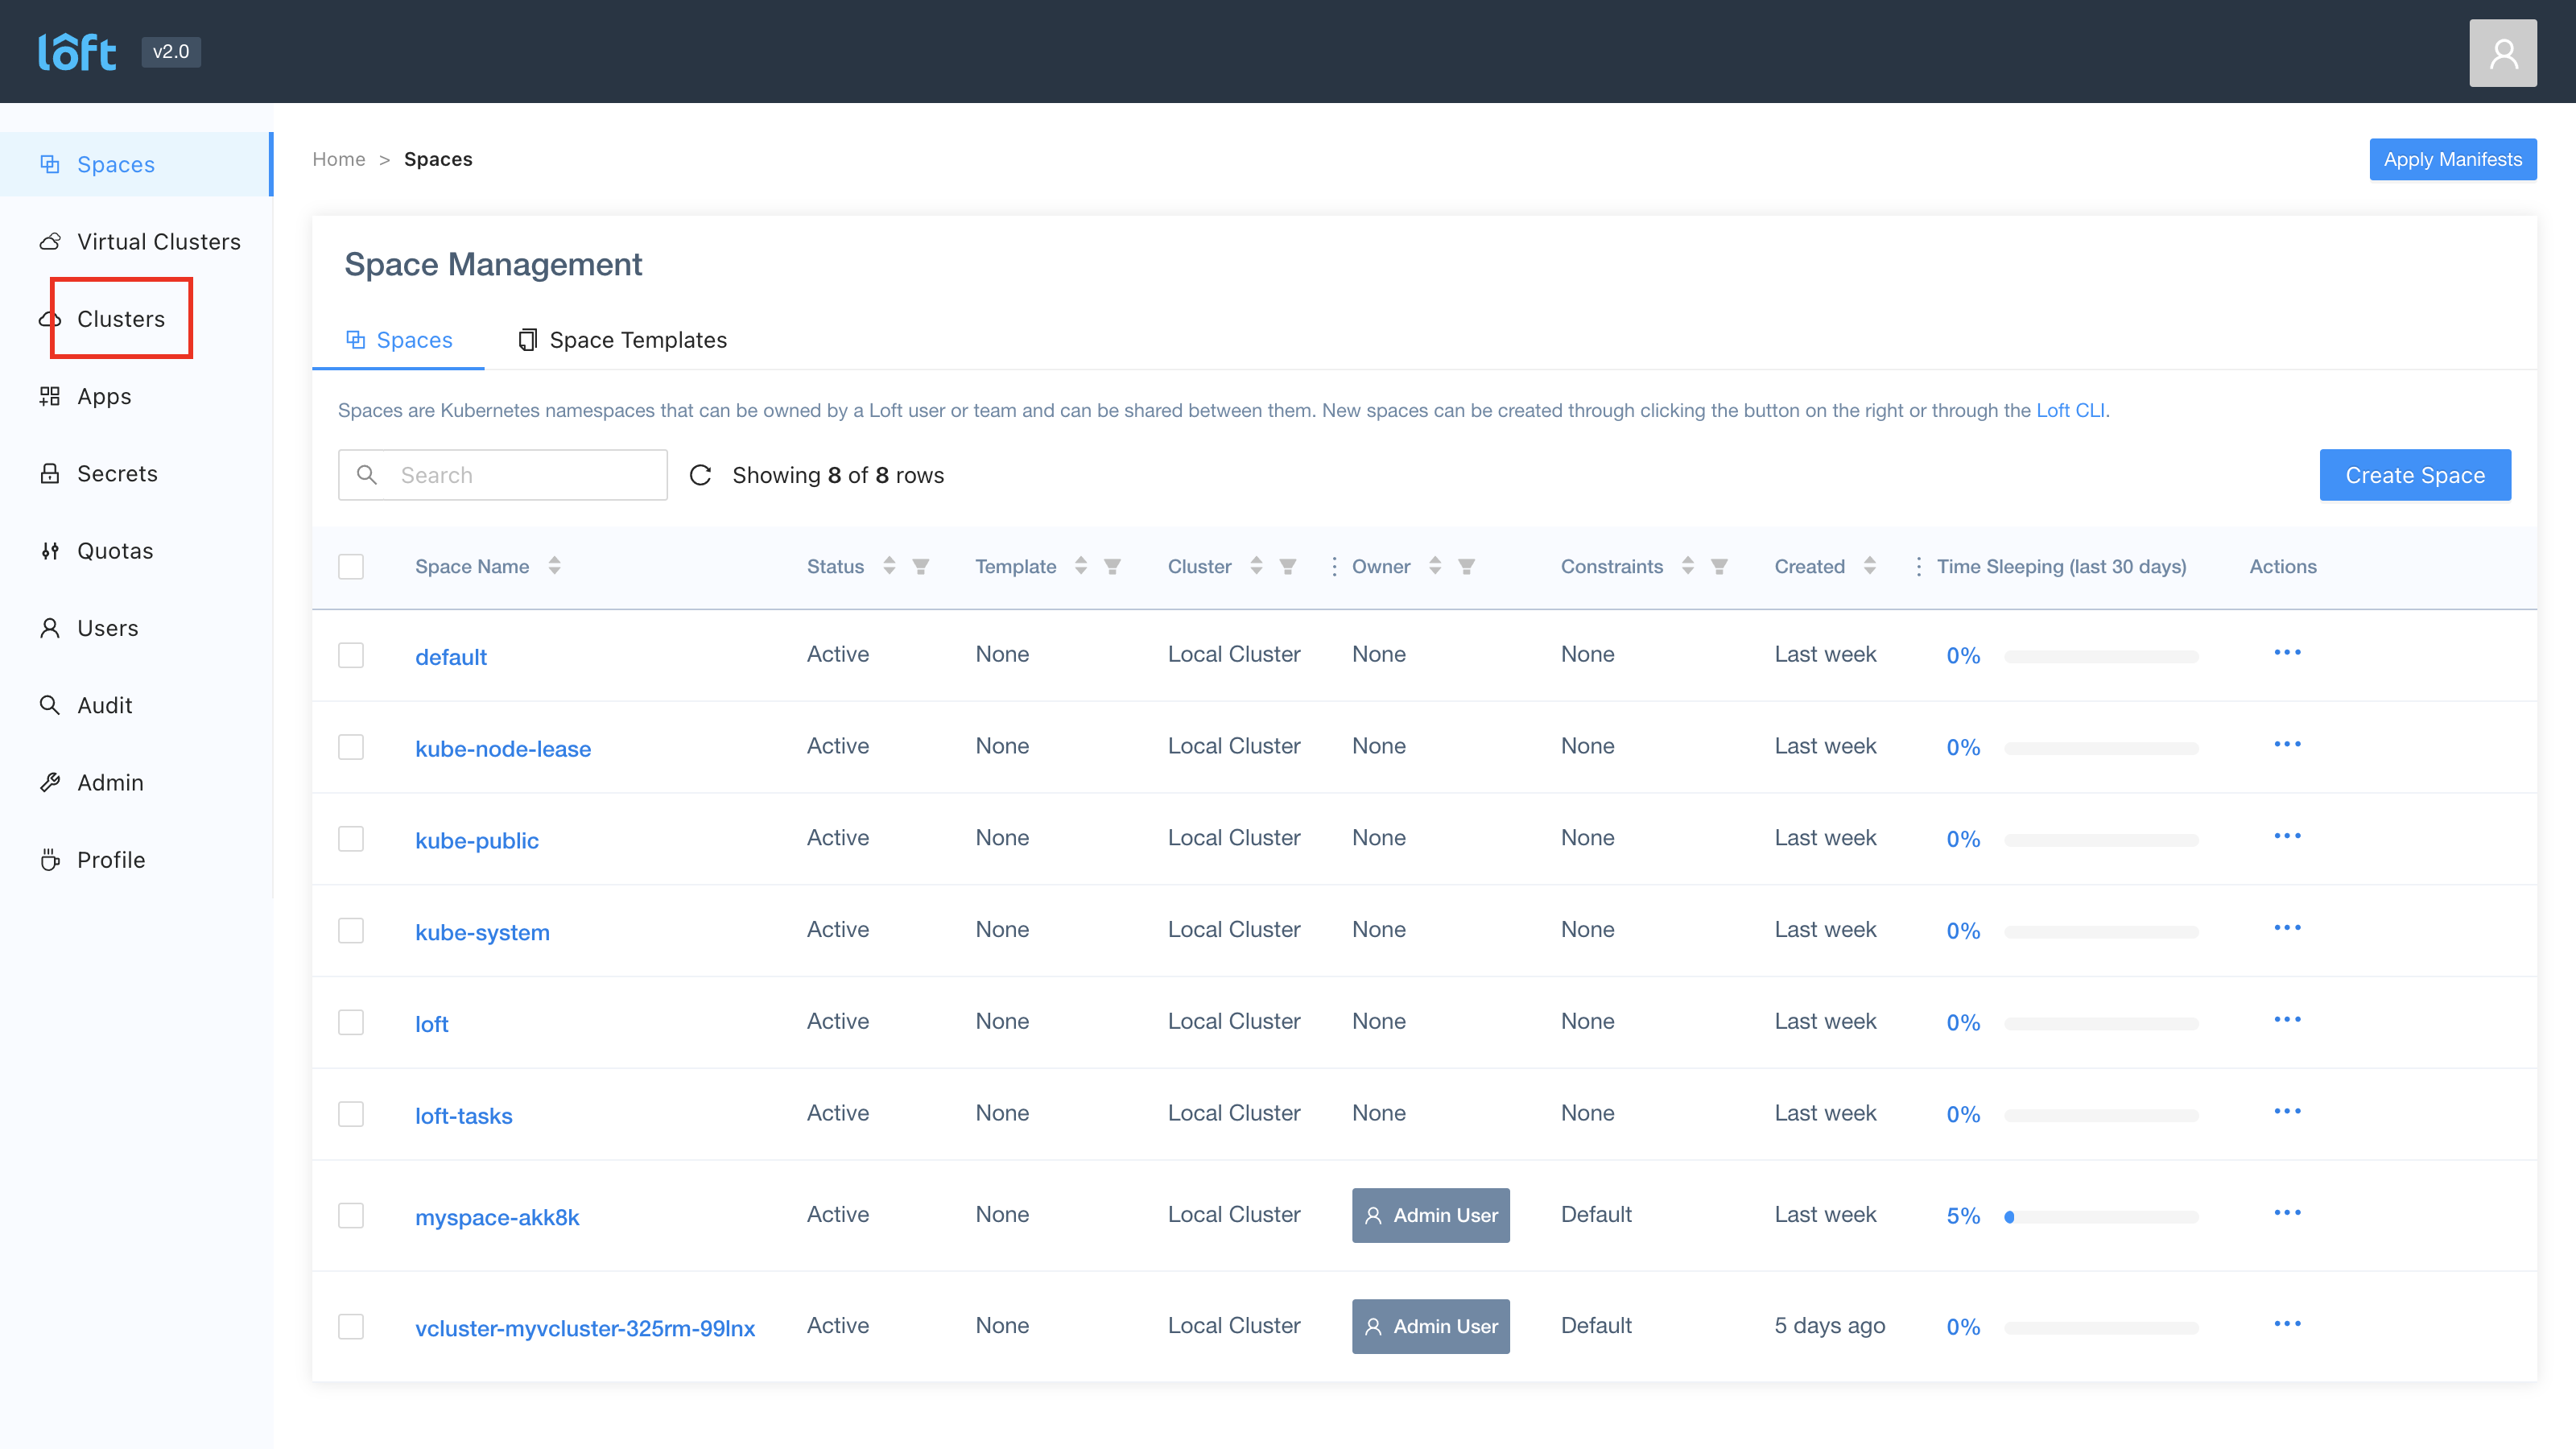 loft v2.0
Spaces
Virtual Clusters
Clusters
Apps
Secrets
Quotas
Users
Audit
Admin
Profile
Home > Spaces
Apply Manifests
Space Management
Spaces Space Templates
Spaces are Kubernetes namespaces that can be owned by a Loft user or team and can be shared between them. New spaces can be created through clicking the button on the right or through the Loft CLI.
Search Showing 8 of 8 rows Create Space
Space Name Status Template Cluster Owner Constraints Created Time Sleeping (last 30 days) Actions
default Active None Local Cluster None None Last week 0%
kube-node-lease Active None Local Cluster None None Last week 0%
kube-public Active None Local Cluster None None Last week 0%
kube-system Active None Local Cluster None None Last week 0%
loft Active None Local Cluster None None Last week 0%
loft-tasks Active None Local Cluster None None Last week 0%
myspace-akk8k Active None Local Cluster Admin User Default Last week 5%
vcluster-myvcluster-325rm-99lnx Active None Local Cluster Admin User Default 5 days ago 0%